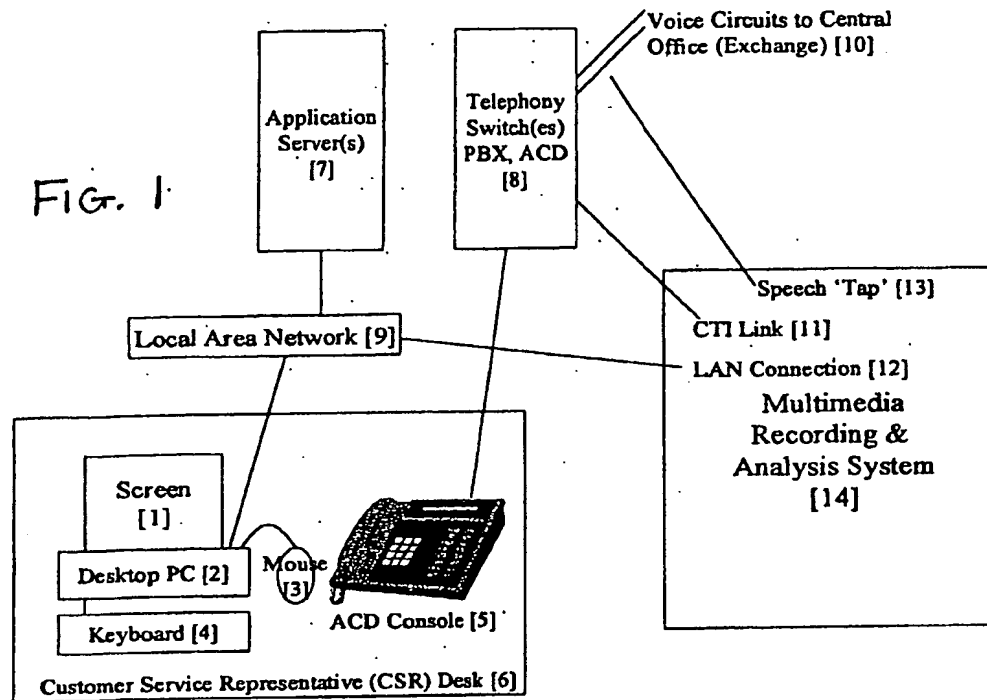 Voice Circuits to Central
Office (Exchange) [10]
Application
Server(s)
[7]
Telephony
Switch(es)
PBX, ACD
[8]
FIG. 1
Speech 'Tap' [13]
CTI Link [11]
Local Area Network [9]
LAN Connection [12]
Multimedia
Recording &
Analysis System
[14]
Screen
[1]
Desktop PC [2]
Mouse
[3]
Keyboard [4]
ACD Console [5]
Customer Service Representative (CSR) Desk [6]